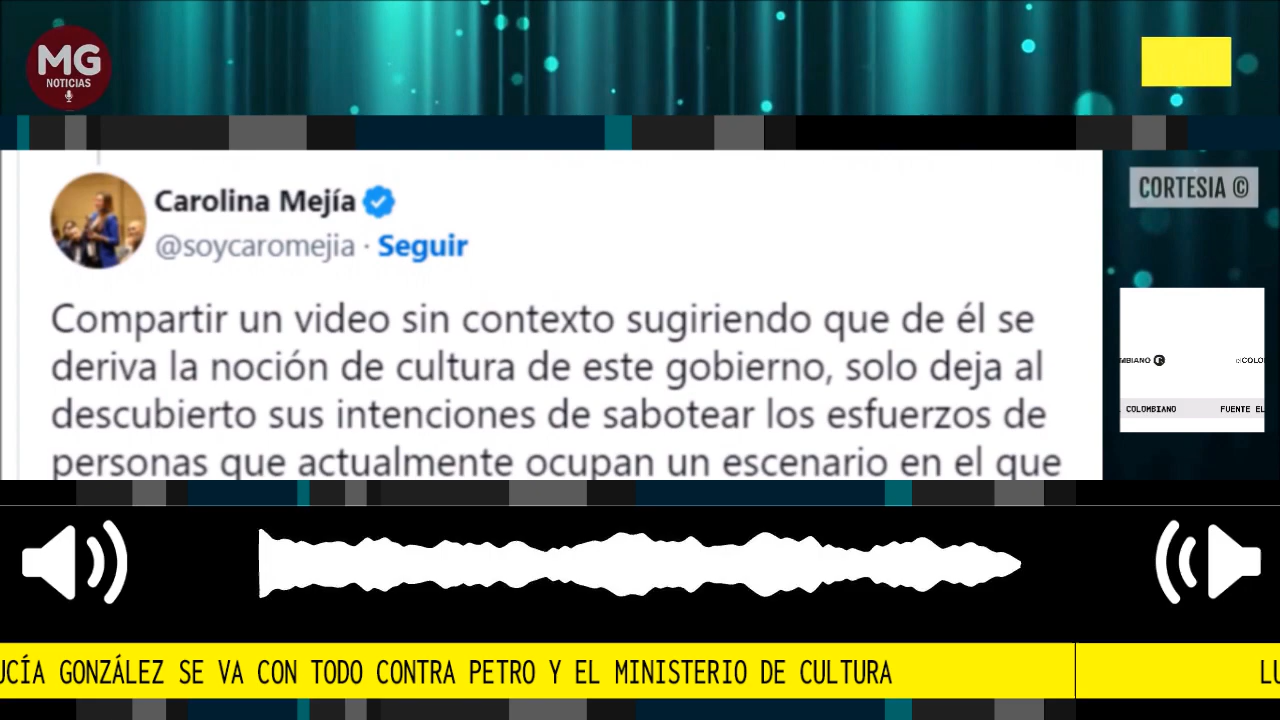 MG
NOTICIAS
CORTESIA ©
Carolina Mejía
@soycaromejia · Seguir
Compartir un video sin contexto sugiriendo que de él se
deriva la noción de cultura de este gobierno, solo deja al
descubierto sus intenciones de sabotear los esfuerzos de
personas que actualmente ocupan un escenario en el que
MBIANO
elCOLO
COLOMBIANO FUENTE EL
UCÍA GONZÁLEZ SE VA CON TODO CONTRA PETRO Y EL MINISTERIO DE CULTURA
LU